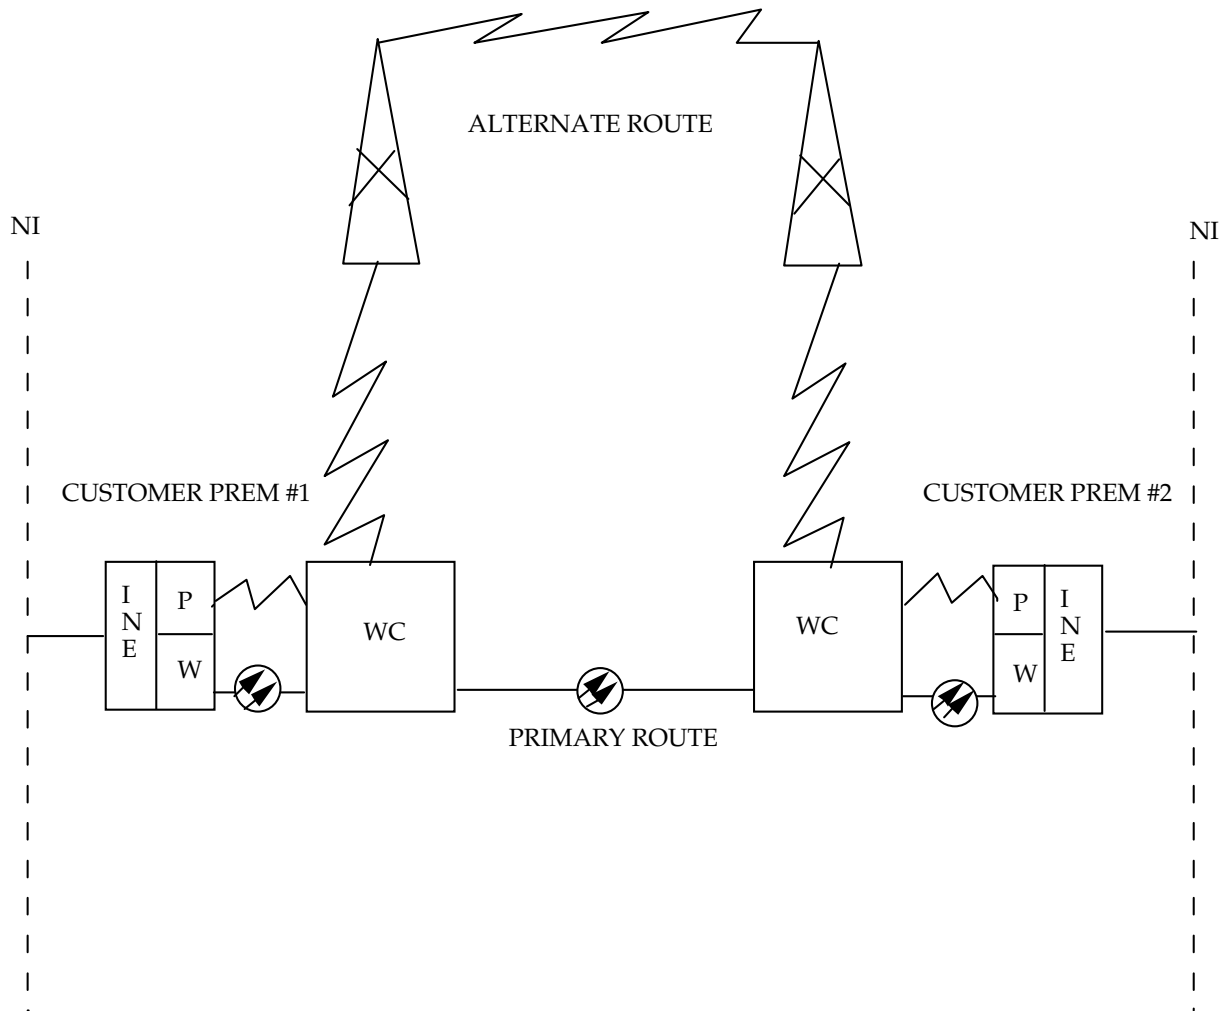 ALTERNATE ROUTE
NI
NI
CUSTOMER PREM #1
CUSTOMER PREM #2
I
N
E
P
W
WC
WC
P
W
I
N
E
PRIMARY ROUTE